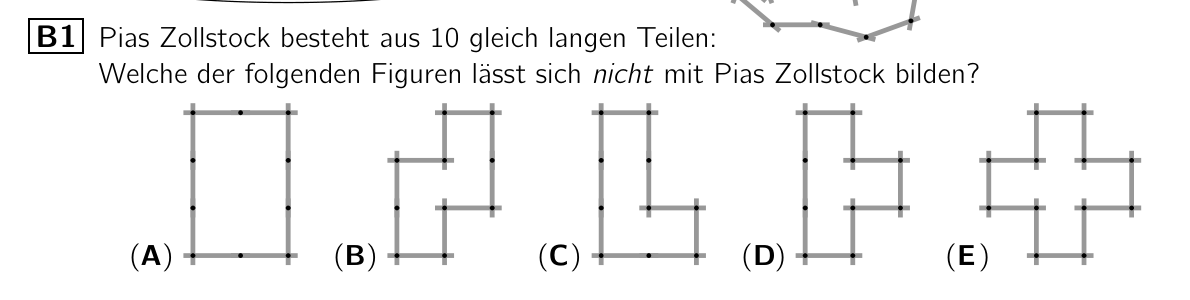 B1 Pias Zollstock besteht aus 10 gleich langen Teilen:
Welche der folgenden Figuren lässt sich nicht mit Pias Zollstock bilden?
(A) (B) (C) (D) (E)